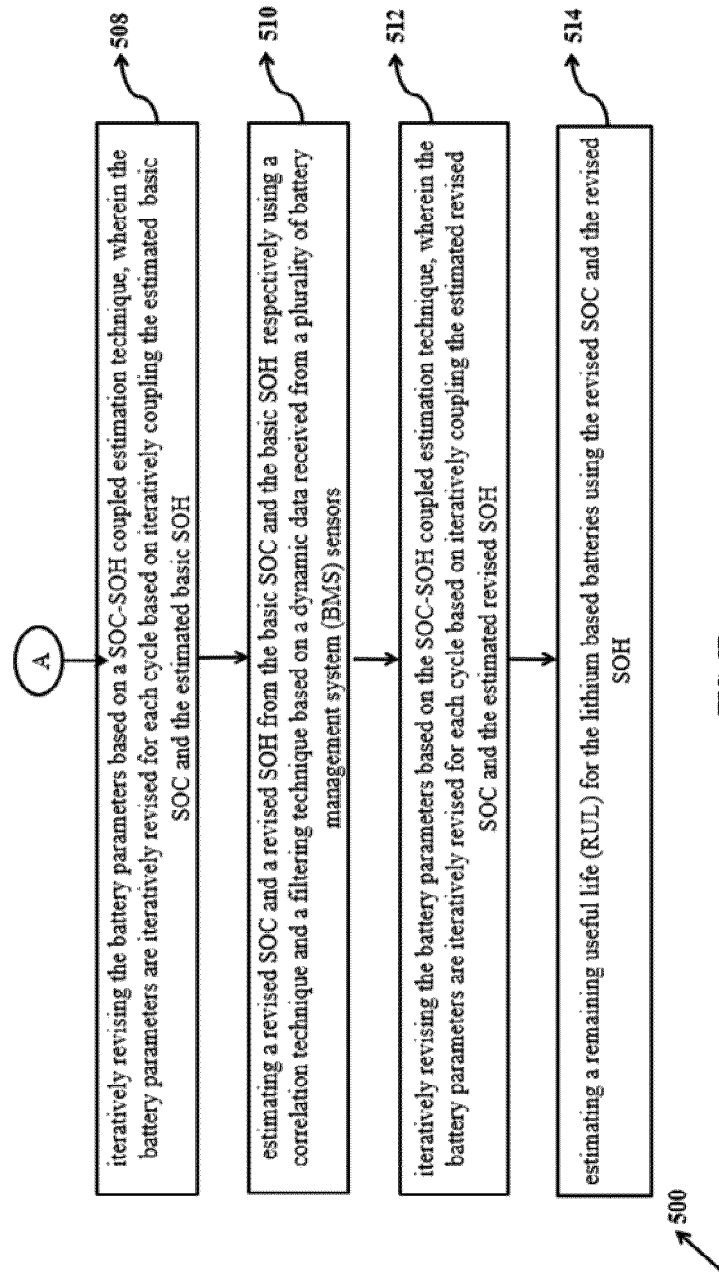 A
iteratively revising the battery parameters based on a SOC-SOH coupled estimation technique, wherein the
battery parameters are iteratively revised for each cycle based on iteratively coupling the estimated basic
SOC and the estimated basic SOH
508
estimating a revised SOC and a revised SOH from the basic SOC and the basic SOH respectively using a
correlation technique and a filtering technique based on a dynamic data received from a plurality of battery
management system (BMS) sensors
510
iteratively revising the battery parameters based on the SOC-SOH coupled estimation technique, wherein the
battery parameters are iteratively revised for each cycle based on iteratively coupling the estimated revised
SOC and the estimated revised SOH
512
estimating a remaining useful life (RUL) for the lithium based batteries using the revised SOC and the revised
SOH
514
500